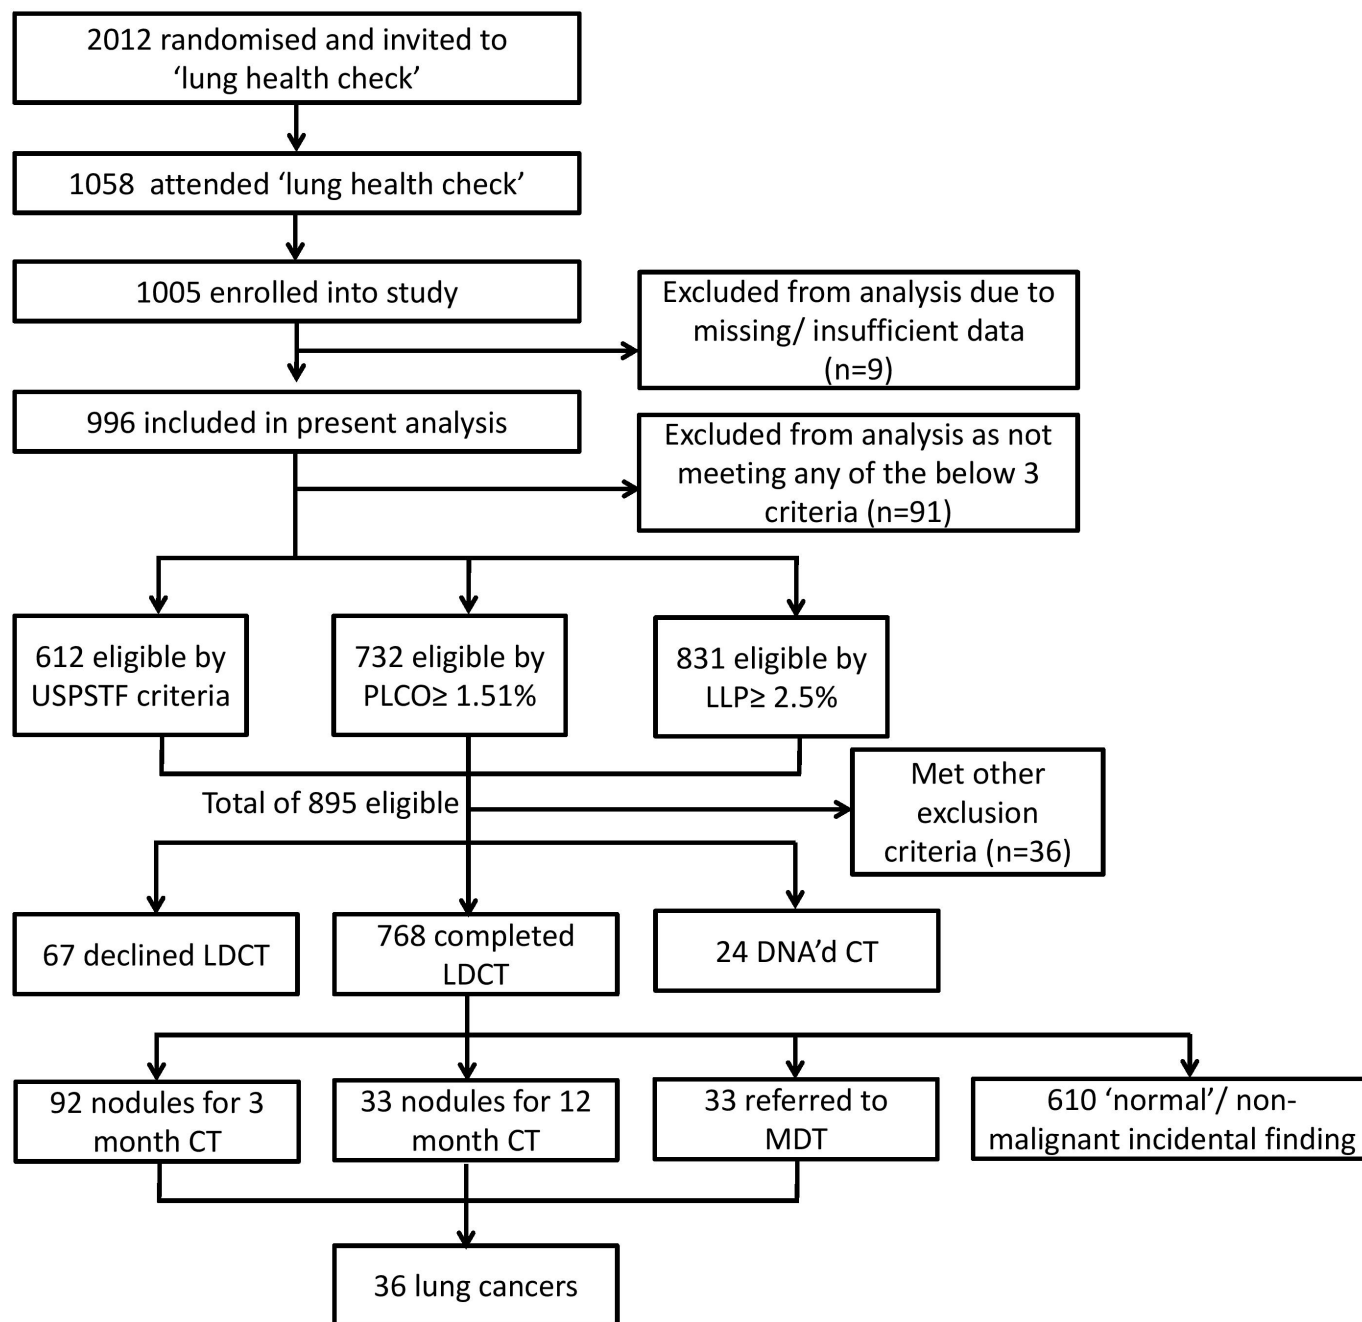 2012 randomised and invited to
‘lung health check’
1058 attended ‘lung health check’
1005 enrolled into study
Excluded from analysis due to
missing/ insufficient data
(n=9)
996 included in present analysis
Excluded from analysis as not
meeting any of the below 3
criteria (n=91)
612 eligible by
USPSTF criteria
732 eligible by
PLCO≥ 1.51%
831 eligible by
LLP≥ 2.5%
Total of 895 eligible
Met other
exclusion
criteria (n=36)
67 declined LDCT
768 completed
LDCT
24 DNA’d CT
92 nodules for 3
month CT
33 nodules for 12
month CT
33 referred to
MDT
610 ‘normal’/ non-
malignant incidental finding
36 lung cancers